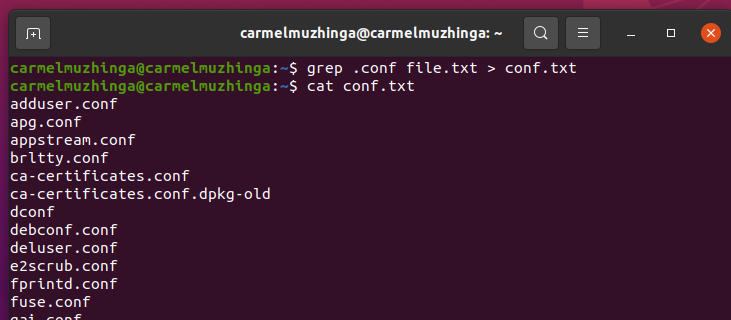 carmelmuzhinga@carmelmuzhinga: ~
carmelmuzhinga@carmelmuzhinga:~$ grep .conf file.txt > conf.txt
carmelmuzhinga@carmelmuzhinga:~$ cat conf.txt
adduser.conf
apg.conf
appstream.conf
brltty.conf
ca-certificates.conf
ca-certificates.conf.dpkg-old
dconf
debconf.conf
deluser.conf
e2scrub.conf
fprintd.conf
fuse.conf